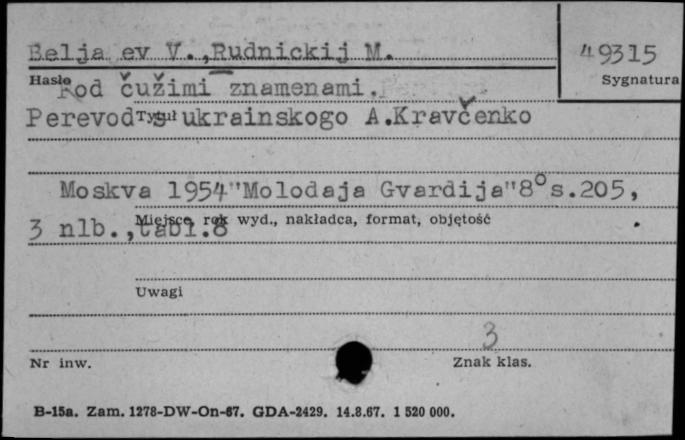 Belja ev V.,Rudnickij M.
49315
Hasło
Sygnatura
Pod čužimi znamenami.
Perevod s ukrainskogo A.Kravčenko
Tytuł
Moskva 1954"Molodaja Gvardija"8° s.205,
Miejsce, rok wyd., nakładca, format, objętość
3 nlb.,tabl.8
Uwagi
3
Nr inw.
Znak klas.
B-15a. Zam. 1278-DW-On-67. GDA-2429. 14.8.67. 1 520 000.